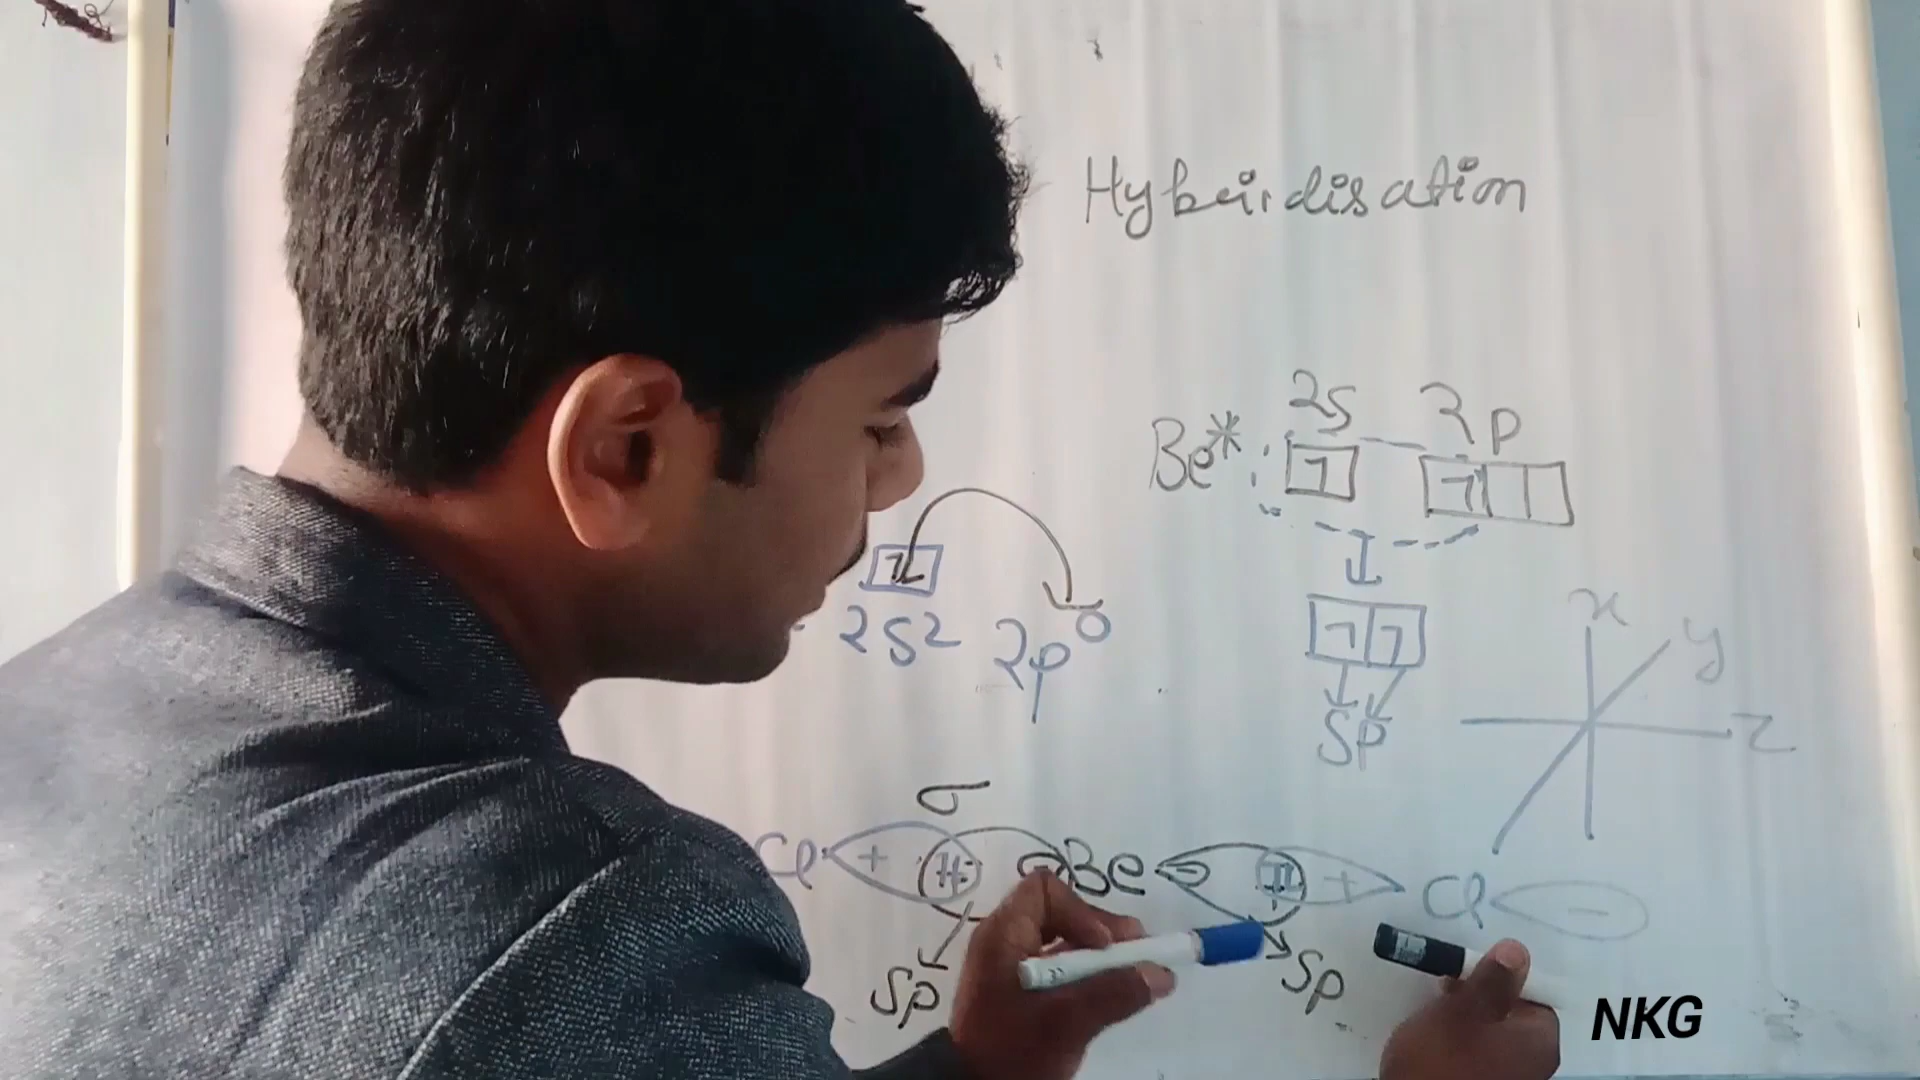 Hybridisation
2s 2p
Be* :
2s² 2p⁰
sp
x
y
z
σ
Cl + + - Be - + + Cl -
sp sp
NKG